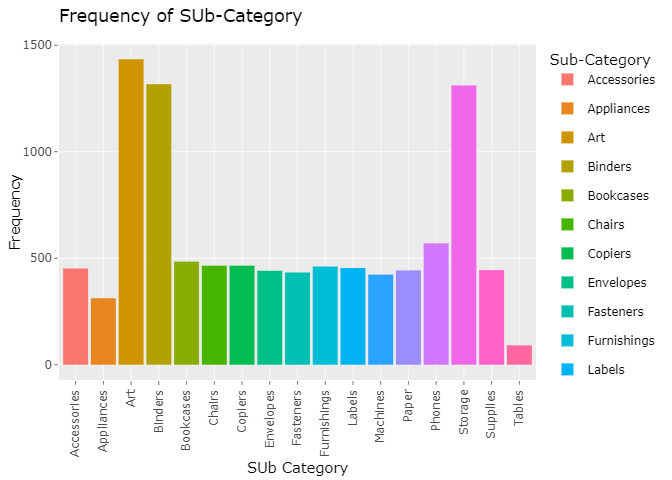 Frequency of SUb-Category
Frequency
1500
1000
500
0
Accessories
Appliances
Art
Binders
Bookcases
Chairs
Copiers
Envelopes
Fasteners
Furnishings
Labels
Machines
Paper
Phones
Storage
Supplies
Tables
SUb Category
Sub-Category
Accessories
Appliances
Art
Binders
Bookcases
Chairs
Copiers
Envelopes
Fasteners
Furnishings
Labels